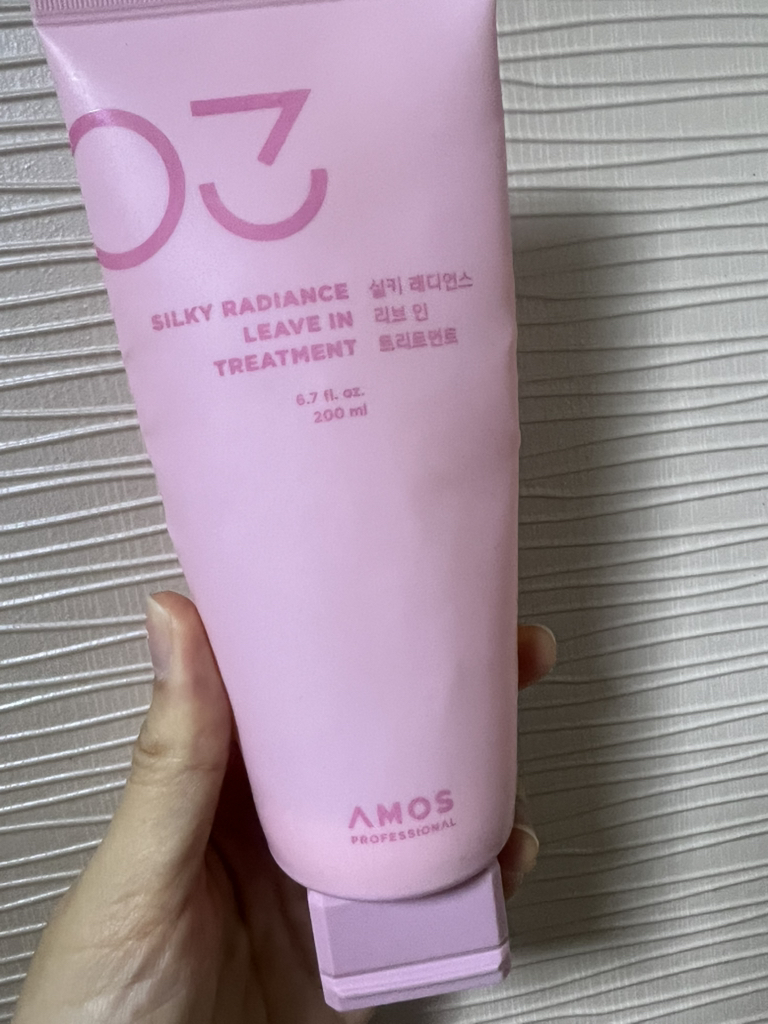 03
SILKY RADIANCE
LEAVE IN
TREATMENT
실키 래디언스
리브 인
트리트먼트
6.7 fl. oz.
200 ml
AMOS
PROFESSIONAL